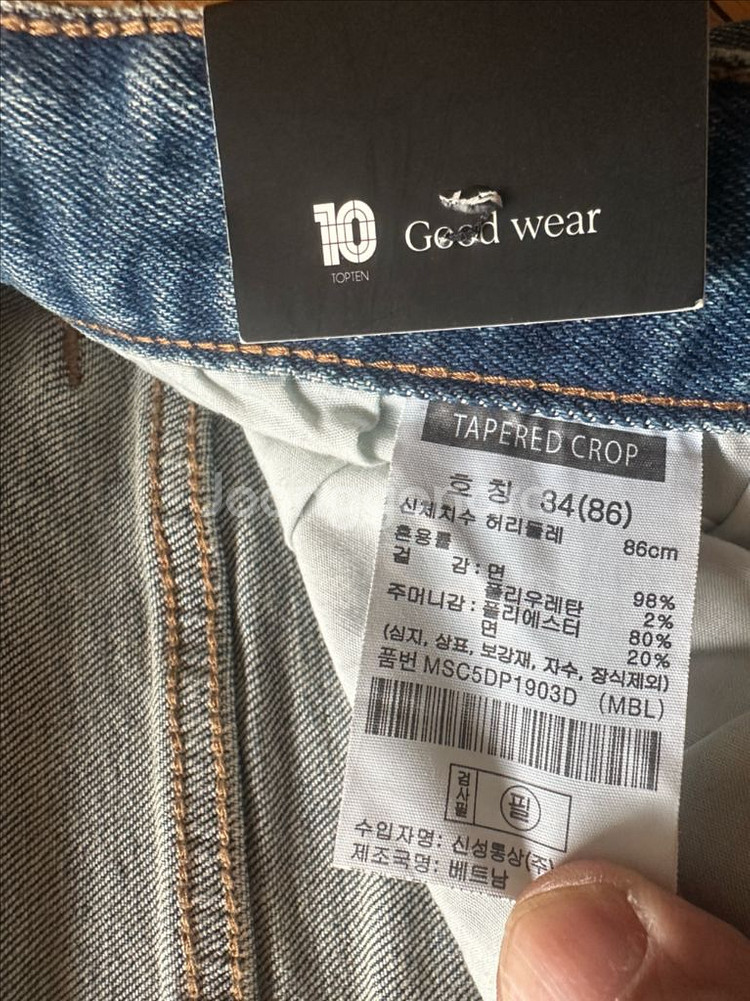 10
TOPTEN
Good wear
TAPERED CROP
호 칭 34(86)
신체치수 허리둘레 86cm
혼용률
겉 감 : 면 98%
폴리우레탄 2%
주머니감 : 폴리에스터 80%
면 20%
(심지, 상표, 보강재, 자수, 장식제외)
품번 MSC5DP1903D (MBL)
검사필 필
수입자명: 신성통상(주)
제조국명: 베트남